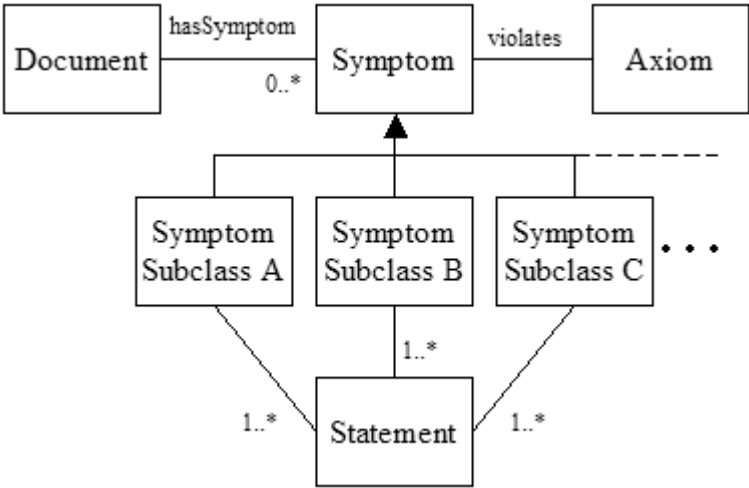 hasSymptom
Document
Symptom
violates
Axiom
0..*
Symptom
Subclass A
Symptom
Subclass B
Symptom
Subclass C
...
1..*
1..*
Statement
1..*